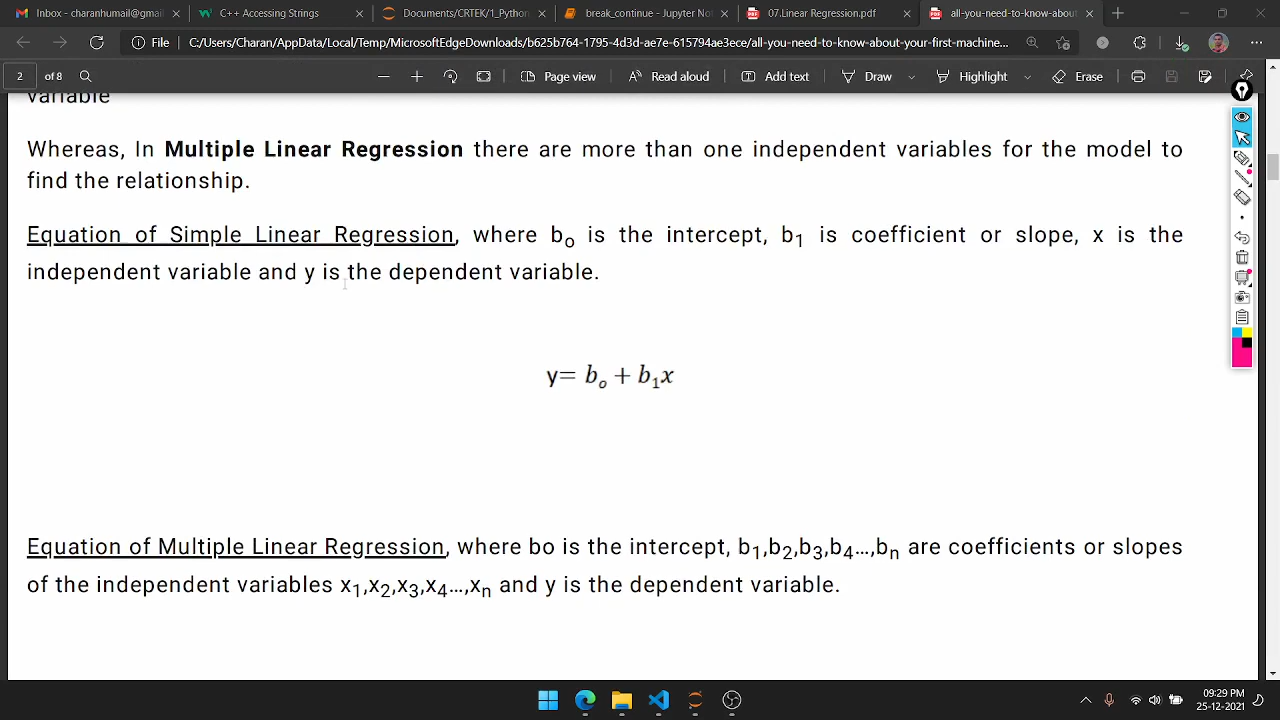 Inbox - charanhumail@gmail
C++ Accessing Strings
Documents/CRTEK/1_Python_
break_continue - Jupyter Not
07.Linear Regression.pdf
all-you-need-to-know-about
File
C:/Users/Charan/AppData/Local/Temp/MicrosoftEdgeDownloads/b625b764-1795-4d3d-ae7e-615794ae3ece/all-you-need-to-know-about-your-first-machine...
2 of 8
Page view
Read aloud
Add text
Draw
Highlight
Erase
variable
Whereas, In Multiple Linear Regression there are more than one independent variables for the model to
find the relationship.
Equation of Simple Linear Regression, where bo is the intercept, b1 is coefficient or slope, x is the
independent variable and y is the dependent variable.
y= bo + b1x
Equation of Multiple Linear Regression, where bo is the intercept, b1,b2,b3,b4…,bn are coefficients or slopes
of the independent variables x1,x2,x3,x4…,xn and y is the dependent variable.
09:29 PM
25-12-2021